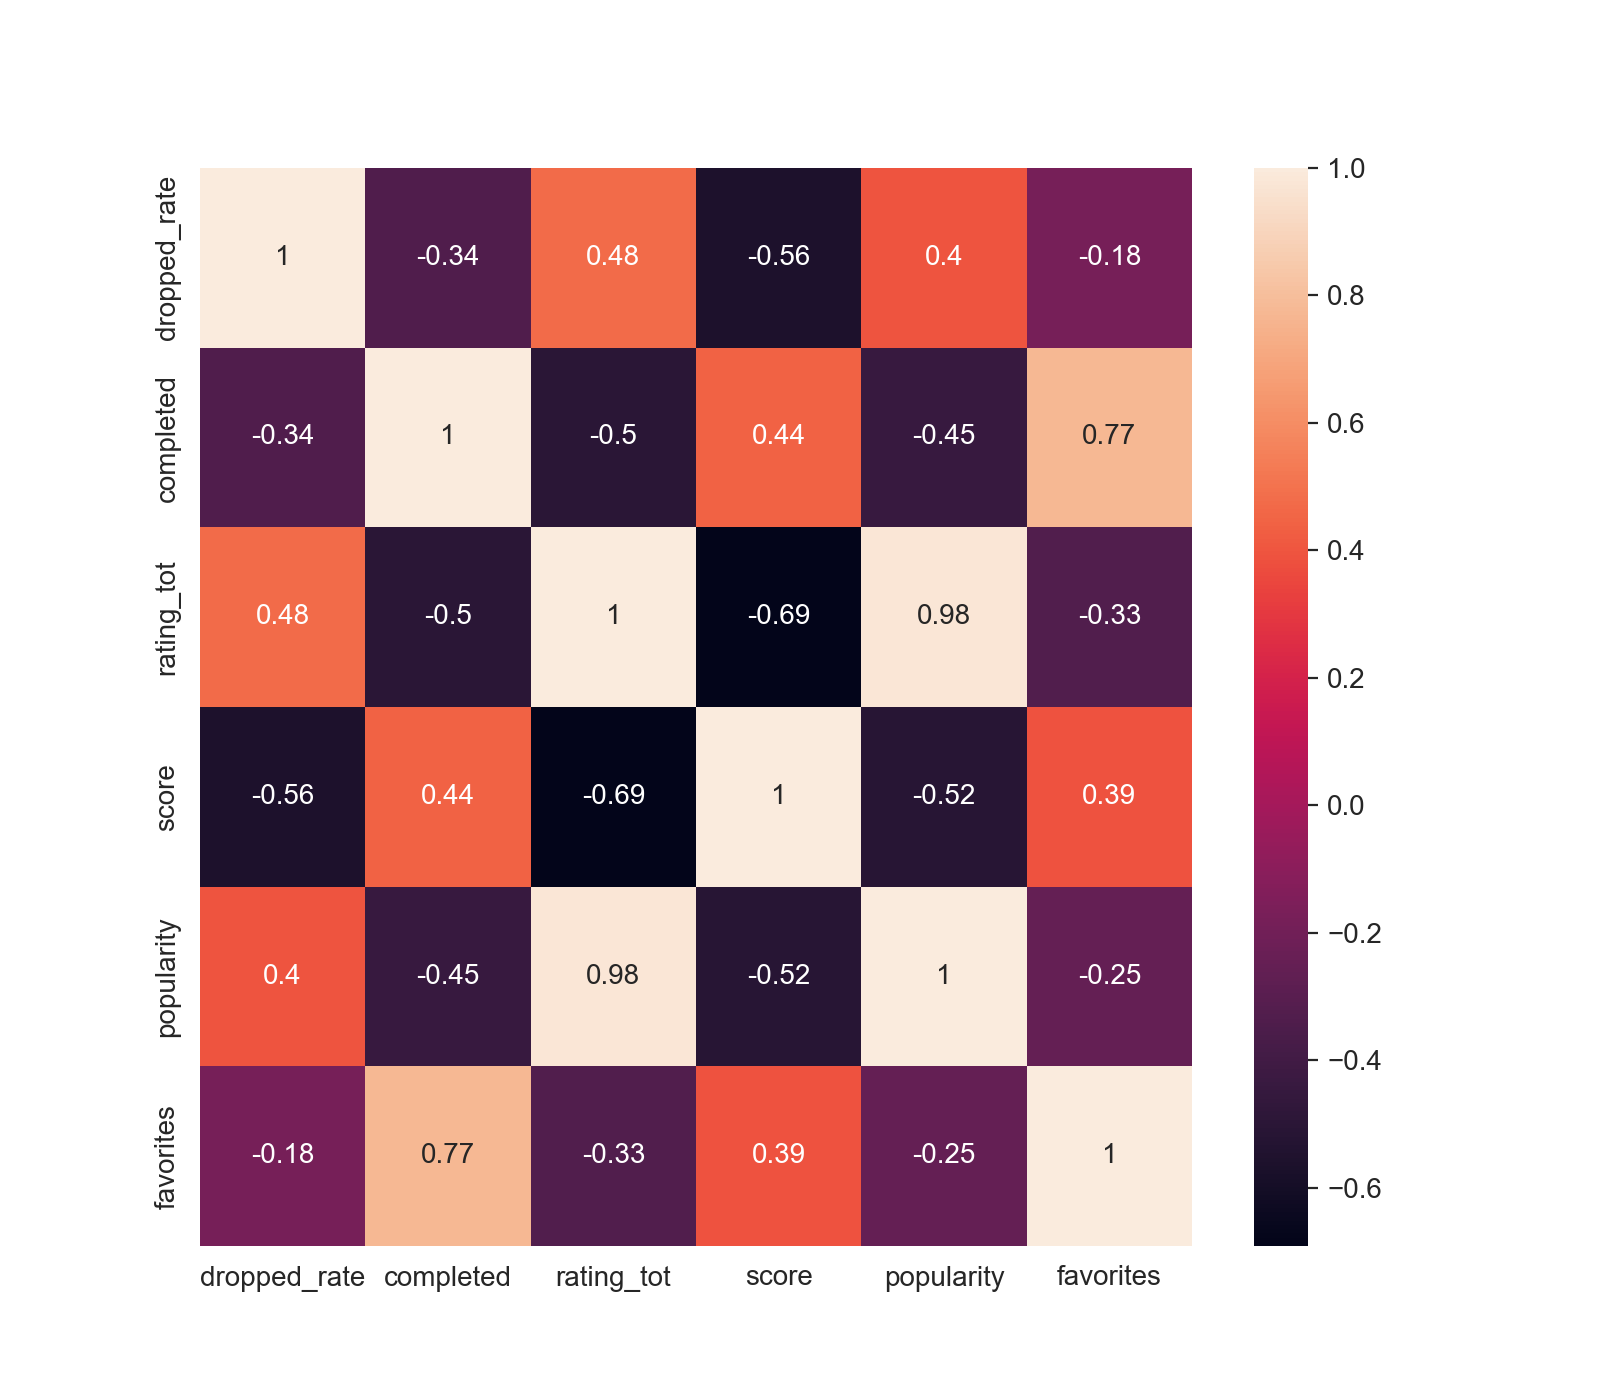 dropped_rate 1 -0.34 0.48 -0.56 0.4 -0.18
completed -0.34 1 -0.5 0.44 -0.45 0.77
rating_tot 0.48 -0.5 1 -0.69 0.98 -0.33
score -0.56 0.44 -0.69 1 -0.52 0.39
popularity 0.4 -0.45 0.98 -0.52 1 -0.25
favorites -0.18 0.77 -0.33 0.39 -0.25 1
dropped_rate completed rating_tot score popularity favorites
1.0
0.8
0.6
0.4
0.2
0.0
−0.2
−0.4
−0.6